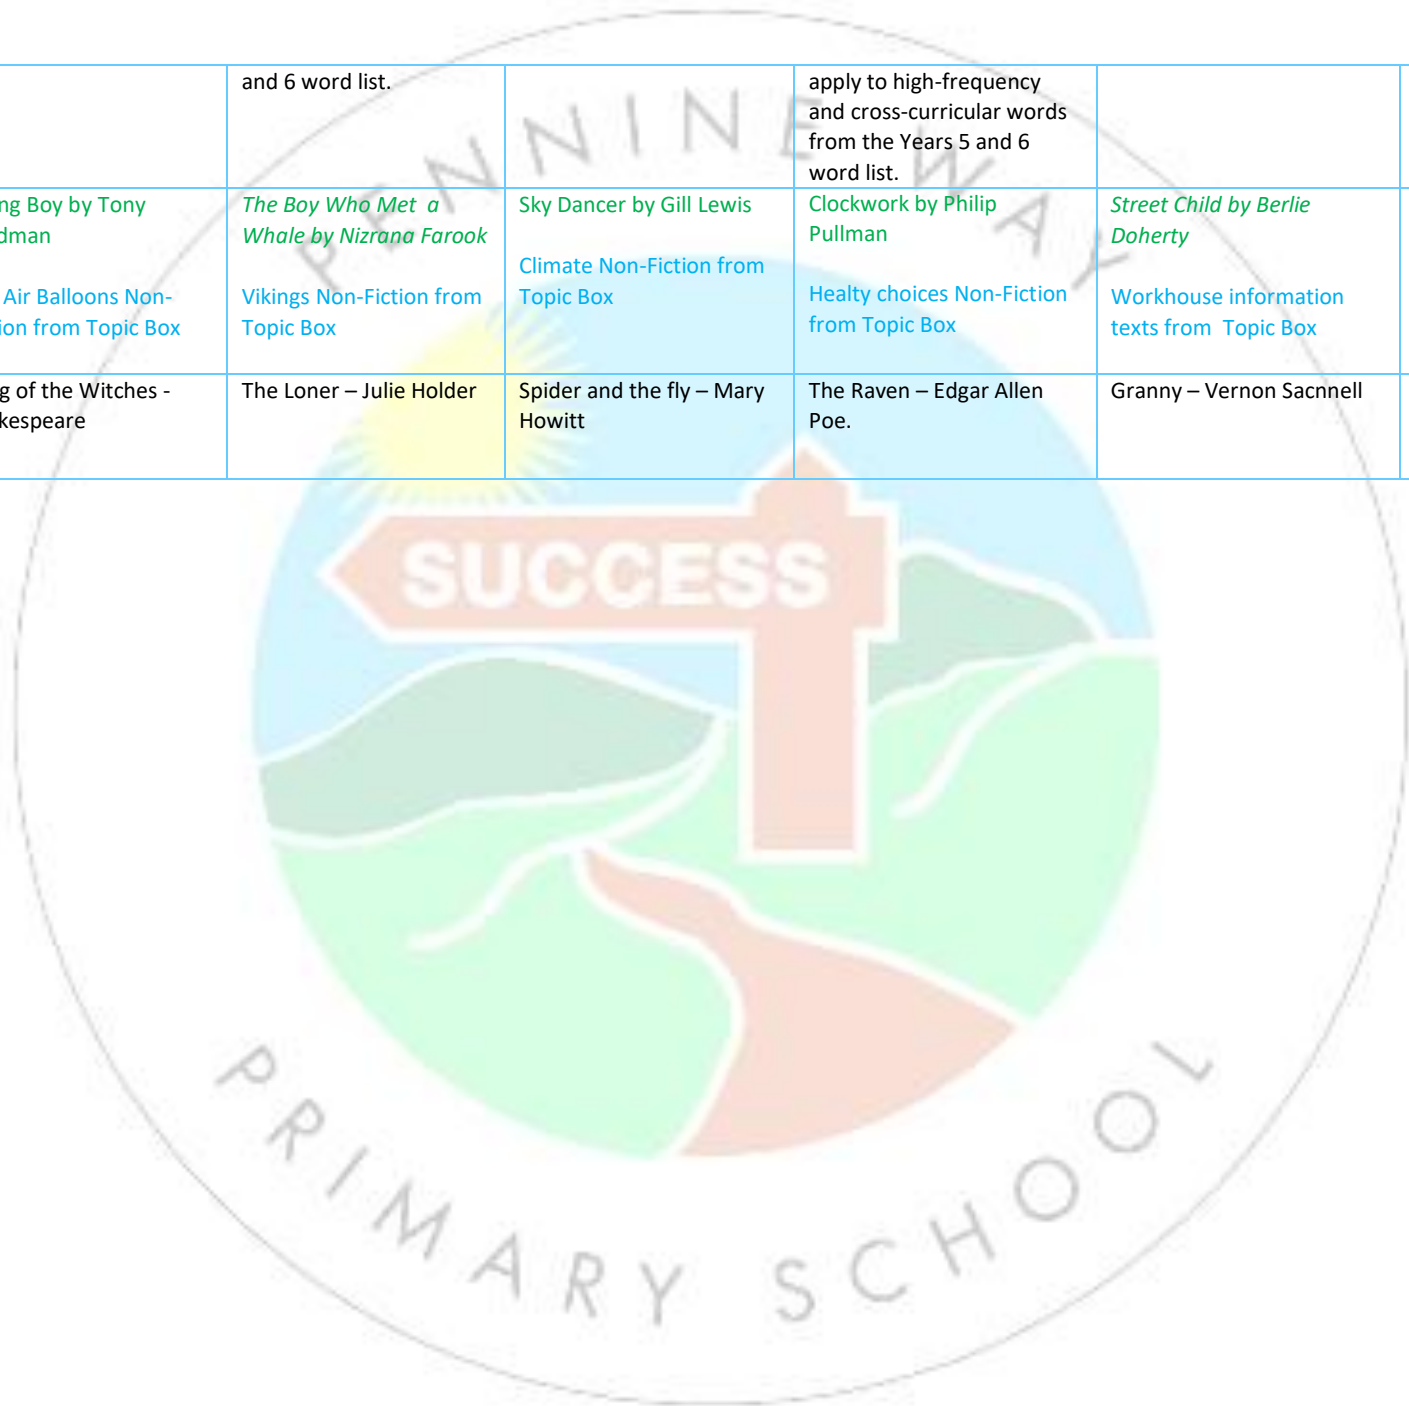 and 6 word list.
apply to high-frequency
and cross-curricular words
from the Years 5 and 6
word list.
ng Boy by Tony
dman
Air Balloons Non-
ion from Topic Box
The Boy Who Met a
Whale by Nizrana Farook
Vikings Non-Fiction from
Topic Box
Sky Dancer by Gill Lewis
Climate Non-Fiction from
Topic Box
Clockwork by Philip
Pullman
Healty choices Non-Fiction
from Topic Box
Street Child by Berlie
Doherty
Workhouse information
texts from Topic Box
g of the Witches -
kespeare
The Loner – Julie Holder
Spider and the fly – Mary
Howitt
The Raven – Edgar Allen
Poe.
Granny – Vernon Sacnnell
PENNINE WAY
SUCCESS
PRIMARY SCHOOL